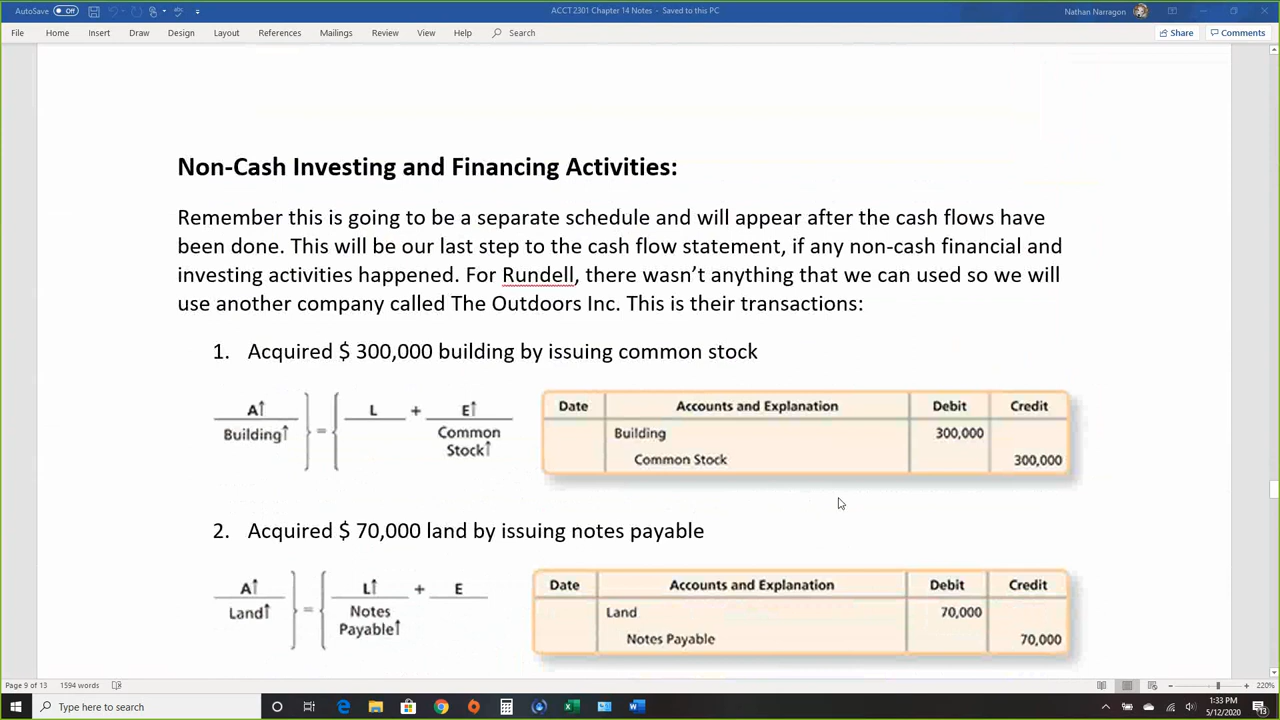 AutoSave Off
ACCT 2301 Chapter 14 Notes - Saved to this PC
Nathan Narragon
File Home Insert Draw Design Layout References Mailings Review View Help Search Share Comments
Non-Cash Investing and Financing Activities:
Remember this is going to be a separate schedule and will appear after the cash flows have
been done. This will be our last step to the cash flow statement, if any non-cash financial and
investing activities happened. For Rundell, there wasn't anything that we can used so we will
use another company called The Outdoors Inc. This is their transactions:
1. Acquired $ 300,000 building by issuing common stock
A↑ L + E↑
Building↑ = Common
Stock↑
Date Accounts and Explanation Debit Credit
Building 300,000
Common Stock 300,000
2. Acquired $ 70,000 land by issuing notes payable
A↑ L↑ + E
Land↑ = Notes
Payable↑
Date Accounts and Explanation Debit Credit
Land 70,000
Notes Payable 70,000
Page 9 of 13 1594 words 220%
Type here to search
1:33 PM
5/12/2020
13